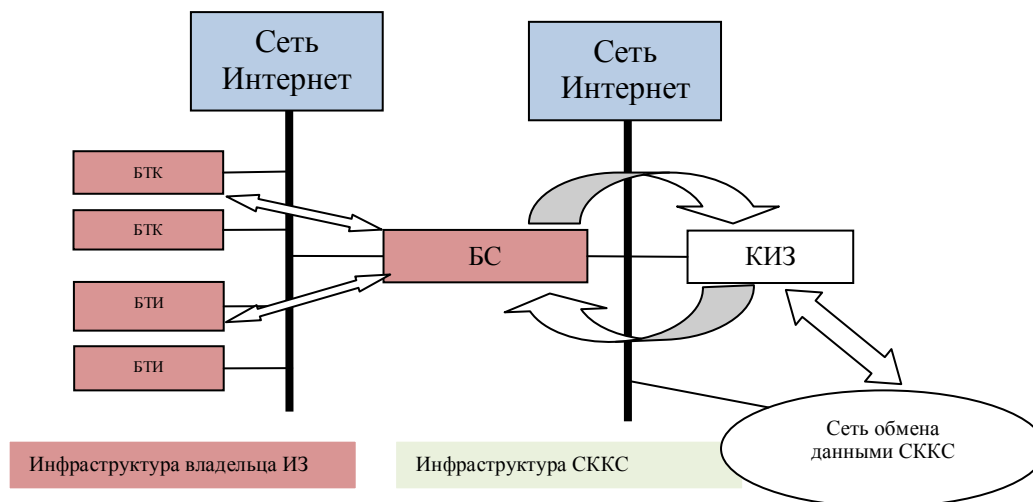 Сеть
Интернет
Сеть
Интернет
БТК
БТК
БС
КИЗ
БТИ
БТИ
Инфраструктура владельца ИЗ
Инфраструктура СККС
Сеть обмена
данными СККС